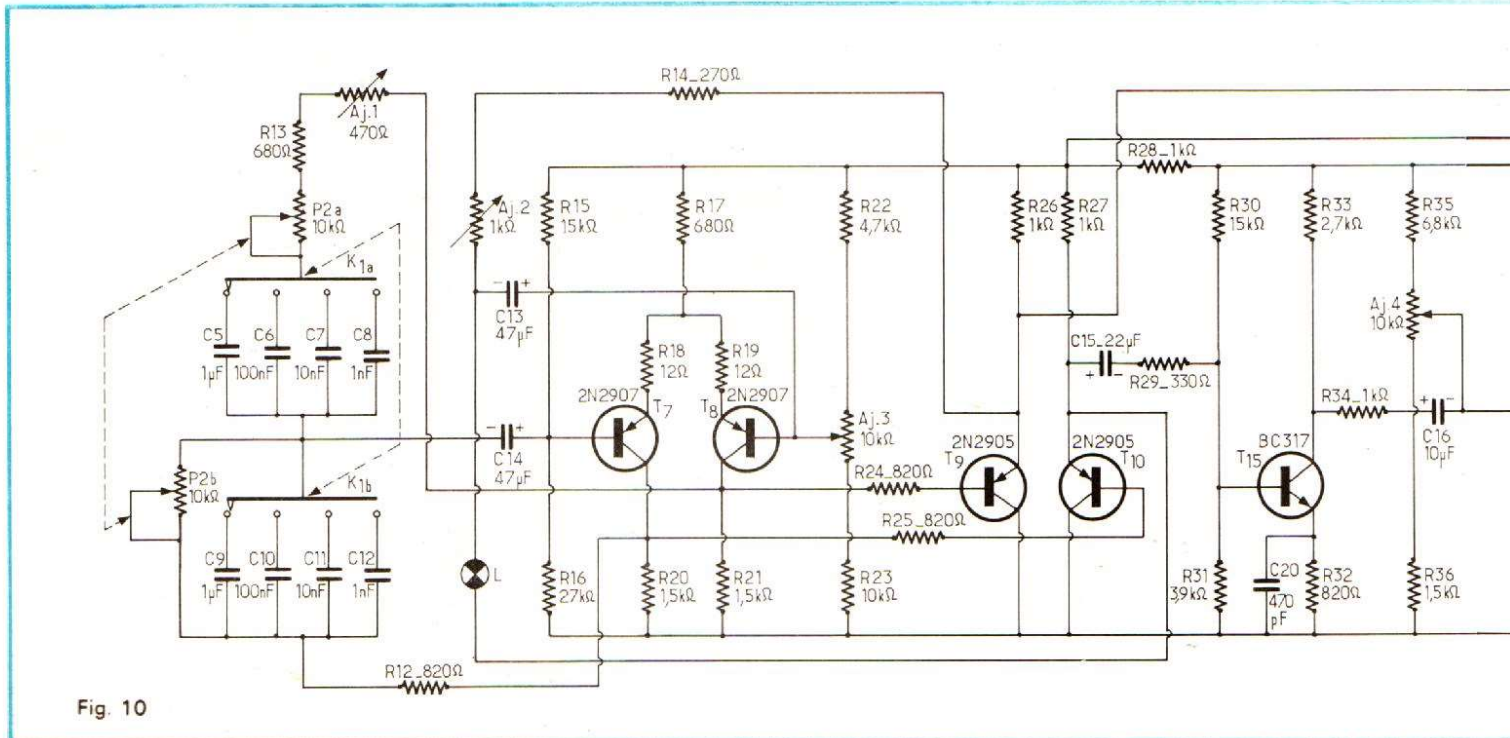 R14_270Ω
Aj.1
470Ω
R13
680Ω
R28_1kΩ
P2a
10kΩ
Aj.2
1kΩ
R15
15kΩ
R17
680Ω
R22
4,7kΩ
R26
1kΩ
R27
1kΩ
R30
15kΩ
R33
2,7kΩ
R35
6,8kΩ
K1a
- +
C13
47µF
Aj.4
10kΩ
C5
1µF
C6
100nF
C7
10nF
C8
1nF
R18
12Ω
R19
12Ω
C15_22µF
+ -
R29_330Ω
2N2907
T7
2N2907
T8
Aj.3
10kΩ
R34_1kΩ
+ -
C16
10µF
- +
C14
47µF
2N2905
T9
2N2905
T10
BC317
T15
P2b
10kΩ
K1b
R24_820Ω
R25_820Ω
C9
1µF
C10
100nF
C11
10nF
C12
1nF
L
R16
27kΩ
R20
1,5kΩ
R21
1,5kΩ
R23
10kΩ
R31
3,9kΩ
C20
470
pF
R32
820Ω
R36
1,5kΩ
R12_820Ω
Fig. 10